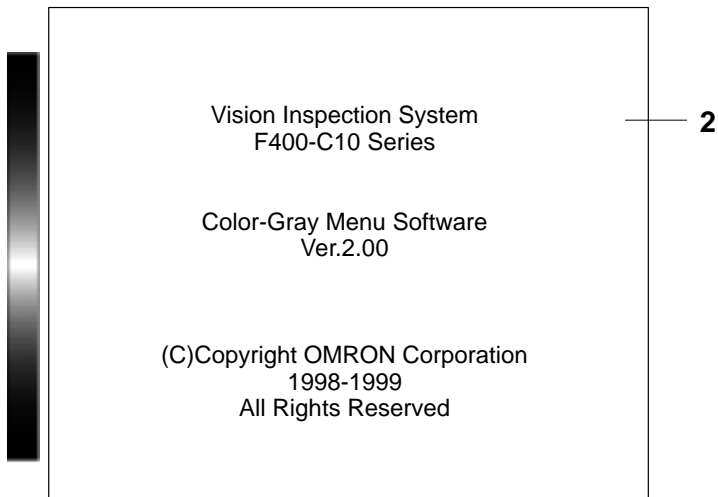 Vision Inspection System
F400-C10 Series
2
Color-Gray Menu Software
Ver.2.00
(C)Copyright OMRON Corporation
1998-1999
All Rights Reserved